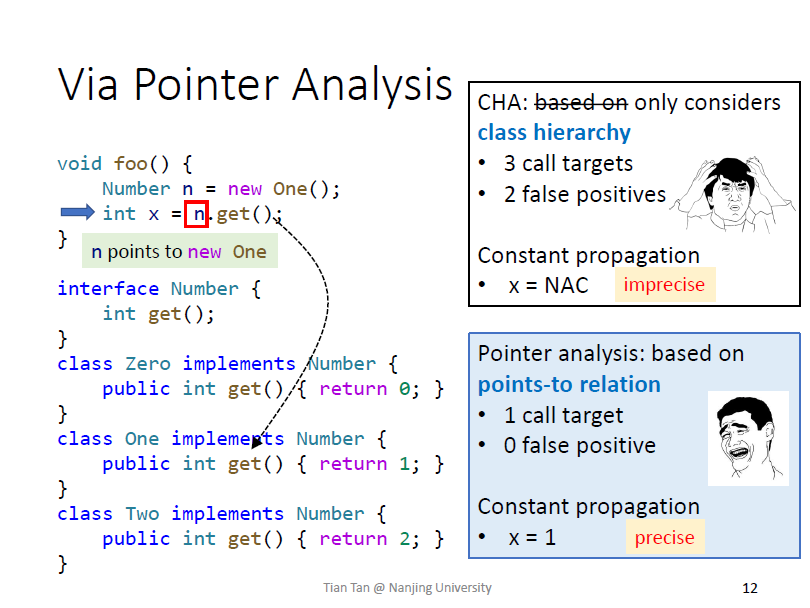 Via Pointer Analysis
void foo() {
    Number n = new One();
    int x = n.get();
}
n points to new One
interface Number {
    int get();
}
class Zero implements Number {
    public int get() { return 0; }
}
class One implements Number {
    public int get() { return 1; }
}
class Two implements Number {
    public int get() { return 2; }
}
CHA: based on only considers
class hierarchy
• 3 call targets
• 2 false positives
Constant propagation
• x = NAC imprecise
Pointer analysis: based on
points-to relation
• 1 call target
• 0 false positive
Constant propagation
• x = 1 precise
Tian Tan @ Nanjing University
12